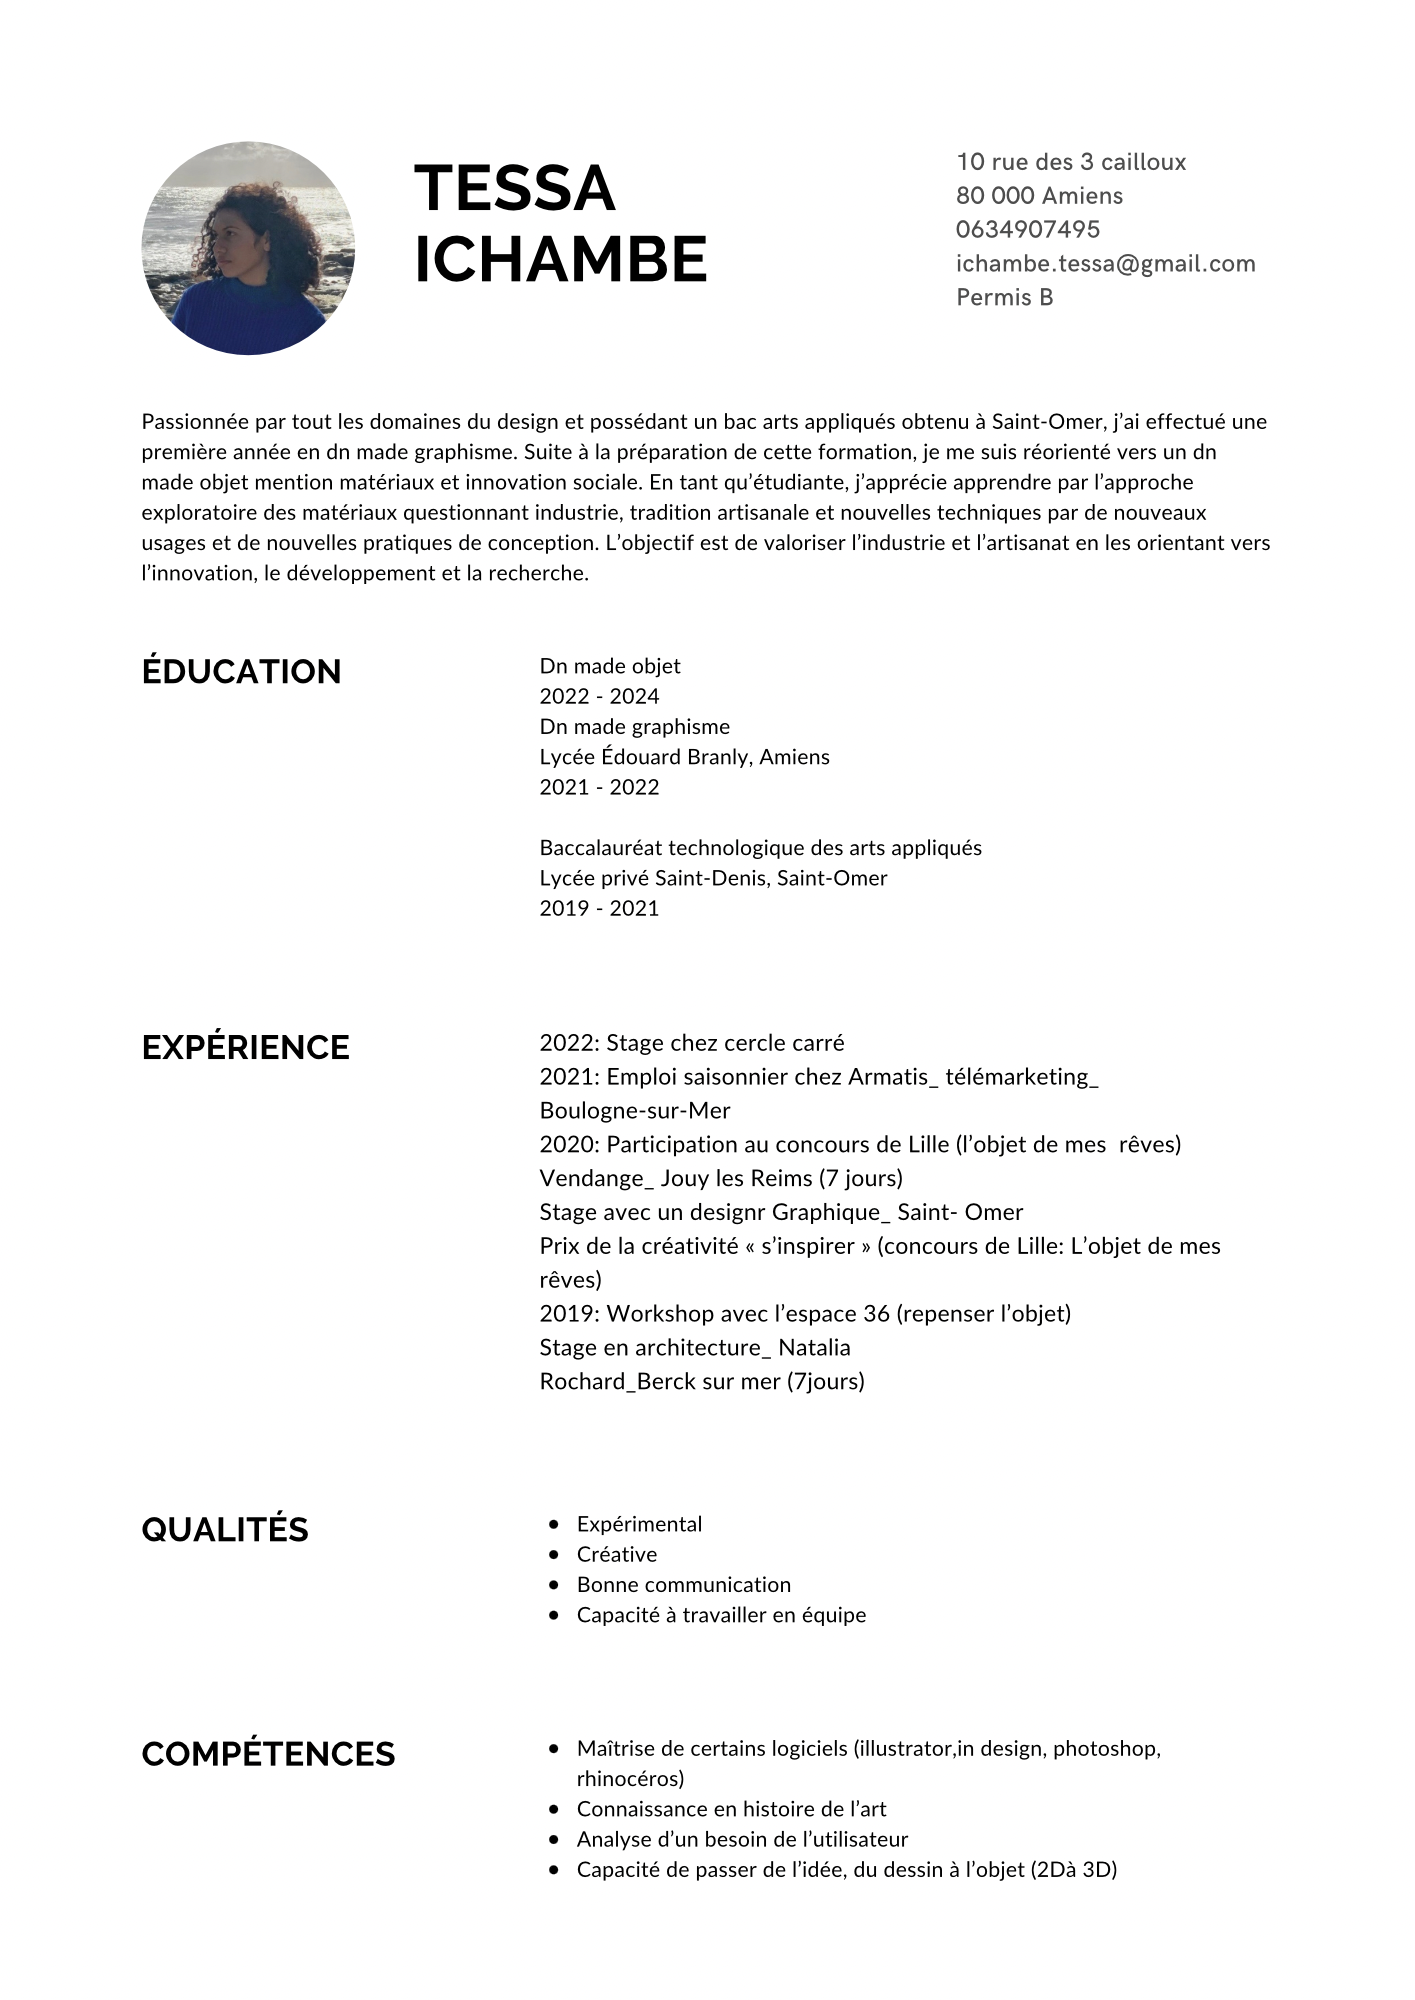 TESSA
ICHAMBE
10 rue des 3 cailloux
80 000 Amiens
0634907495
ichambe.tessa@gmail.com
Permis B
Passionnée par tout les domaines du design et possédant un bac arts appliqués obtenu à Saint-Omer, j’ai effectué une
première année en dn made graphisme. Suite à la préparation de cette formation, je me suis réorienté vers un dn
made objet mention matériaux et innovation sociale. En tant qu’étudiante, j’apprécie apprendre par l’approche
exploratoire des matériaux questionnant industrie, tradition artisanale et nouvelles techniques par de nouveaux
usages et de nouvelles pratiques de conception. L’objectif est de valoriser l’industrie et l’artisanat en les orientant vers
l’innovation, le développement et la recherche.
ÉDUCATION
Dn made objet
2022 - 2024
Dn made graphisme
Lycée Édouard Branly, Amiens
2021 - 2022
Baccalauréat technologique des arts appliqués
Lycée privé Saint-Denis, Saint-Omer
2019 - 2021
EXPÉRIENCE
2022: Stage chez cercle carré
2021: Emploi saisonnier chez Armatis_ télémarketing_
Boulogne-sur-Mer
2020: Participation au concours de Lille (l’objet de mes  rêves)
Vendange_ Jouy les Reims (7 jours)
Stage avec un designr Graphique_ Saint- Omer
Prix de la créativité « s’inspirer » (concours de Lille: L’objet de mes
rêves)
2019: Workshop avec l’espace 36 (repenser l’objet)
Stage en architecture_ Natalia
Rochard_Berck sur mer (7jours)
QUALITÉS
• Expérimental
• Créative
• Bonne communication
• Capacité à travailler en équipe
COMPÉTENCES
• Maîtrise de certains logiciels (illustrator,in design, photoshop,
rhinocéros)
• Connaissance en histoire de l’art
• Analyse d’un besoin de l’utilisateur
• Capacité de passer de l’idée, du dessin à l’objet (2Dà 3D)